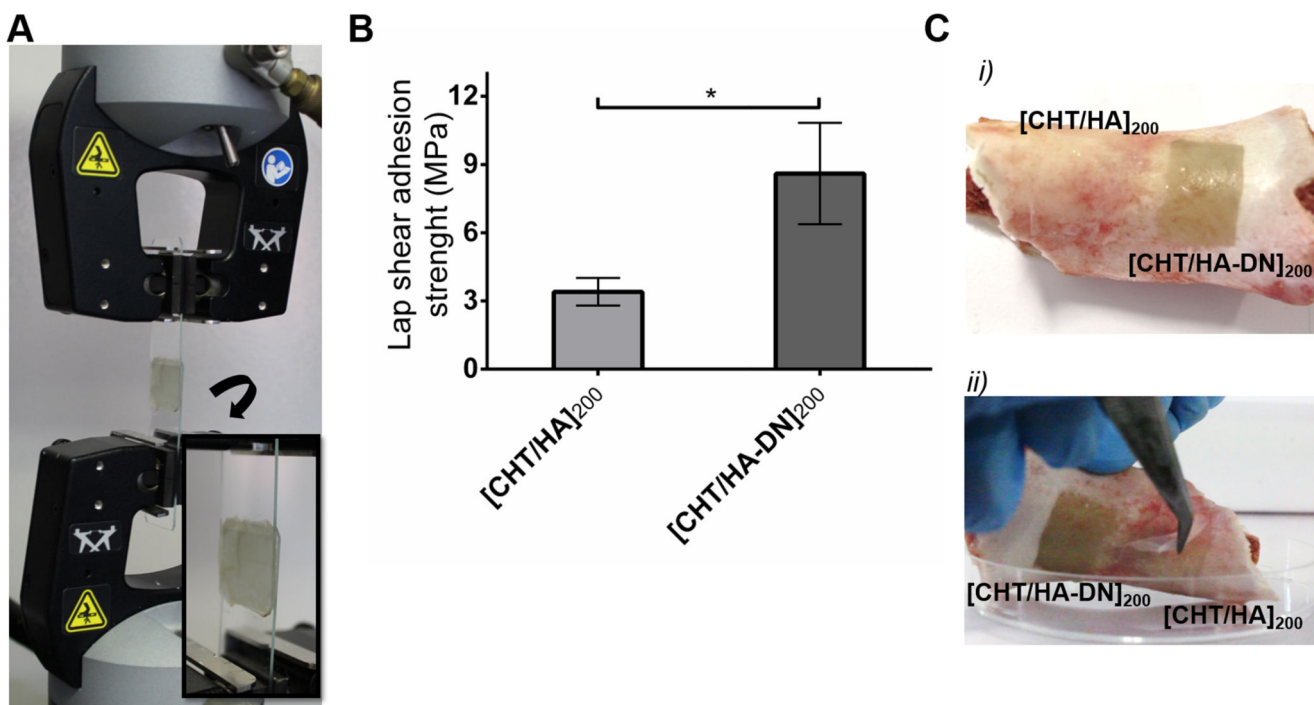 A
B
C
Lap shear adhesion
strenght (MPa)
12
9
6
3
0
*
[CHT/HA]200
[CHT/HA-DN]200
i)
[CHT/HA]200
[CHT/HA-DN]200
ii)
[CHT/HA-DN]200
[CHT/HA]200